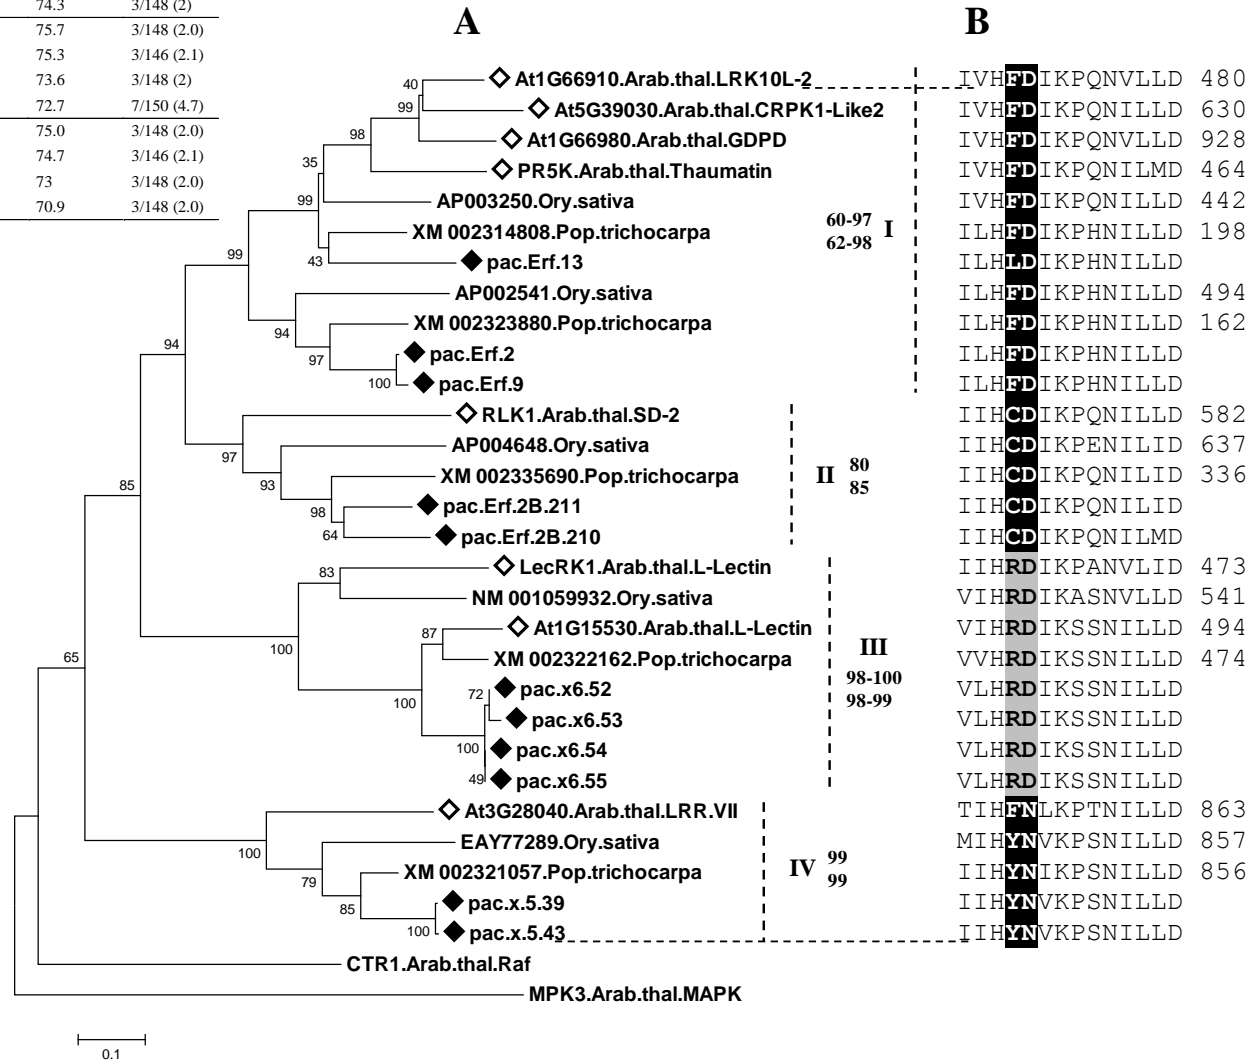 74.3 3/148 (2)
75.7 3/148 (2.0)
75.3 3/146 (2.1)
73.6 3/148 (2)
72.7 7/150 (4.7)
75.0 3/148 (2.0)
74.7 3/146 (2.1)
73 3/148 (2.0)
70.9 3/148 (2.0)
A
B
At1G66910.Arab.thal.LRK10L-2 IVHFDIKPQNVLLD 480
40
At5G39030.Arab.thal.CRPK1-Like2 IVHFDIKPQNILLD 630
99
At1G66980.Arab.thal.GDPD IVHFDIKPQNVLLD 928
98
PR5K.Arab.thal.Thaumatin IVHFDIKPQNILMD 464
35
AP003250.Ory.sativa IVHFDIKPQNILLD 442
99
XM 002314808.Pop.trichocarpa ILHFDIKPHNILLD 198
60-97
62-98
I
43
pac.Erf.13 ILHLDIKPHNILLD
99
AP002541.Ory.sativa ILHFDIKPHNILLD 494
94
XM 002323880.Pop.trichocarpa ILHFDIKPHNILLD 162
94
97
pac.Erf.2 ILHFDIKPHNILLD
100
pac.Erf.9 ILHFDIKPHNILLD
RLK1.Arab.thal.SD-2 IIHCDIKPQNILLD 582
97
AP004648.Ory.sativa IIHCDIKPENILID 637
93
XM 002335690.Pop.trichocarpa IIHCDIKPQNILLD 336
II
80
85
85
98
pac.Erf.2B.211 IIHCDIKPQNILID
64
pac.Erf.2B.210 IIHCDIKPQNILMD
83
LecRK1.Arab.thal.L-Lectin IIHRDIKPANVLID 473
NM 001059932.Ory.sativa VIHRDIKASNVLLD 541
100
87
At1G15530.Arab.thal.L-Lectin VIHRDIKSSNILLD 494
65
XM 002322162.Pop.trichocarpa VVHRDIKSSNILLD 474
III
98-100
98-99
100
72
pac.x6.52 VLHRDIKSSNILLD
pac.x6.53 VLHRDIKSSNILLD
100
pac.x6.54 VLHRDIKSSNILLD
49
pac.x6.55 VLHRDIKSSNILLD
At3G28040.Arab.thal.LRR.VII TIHFNLKPTNILLD 863
100
EAY77289.Ory.sativa MIHYNVKPSNILLD 857
79
XM 002321057.Pop.trichocarpa IIHYNIKPSNILLD 856
IV
99
99
85
pac.x.5.39 IIHYNVKPSNILLD
100
pac.x.5.43 IIHYNVKPSNILLD
CTR1.Arab.thal.Raf
MPK3.Arab.thal.MAPK
0.1